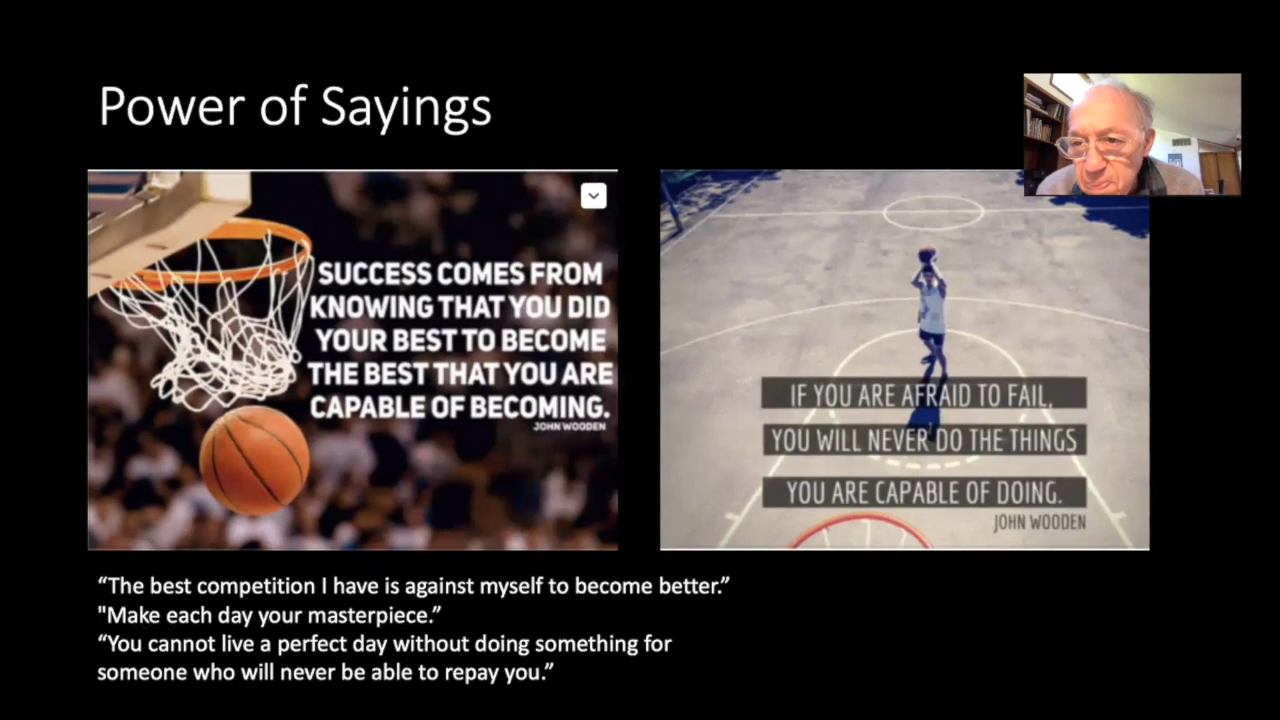 Power of Sayings
SUCCESS COMES FROM
KNOWING THAT YOU DID
YOUR BEST TO BECOME
THE BEST THAT YOU ARE
CAPABLE OF BECOMING.
JOHN WOODEN
IF YOU ARE AFRAID TO FAIL,
YOU WILL NEVER DO THE THINGS
YOU ARE CAPABLE OF DOING.
JOHN WOODEN
“The best competition I have is against myself to become better.”
"Make each day your masterpiece.”
“You cannot live a perfect day without doing something for
someone who will never be able to repay you.”